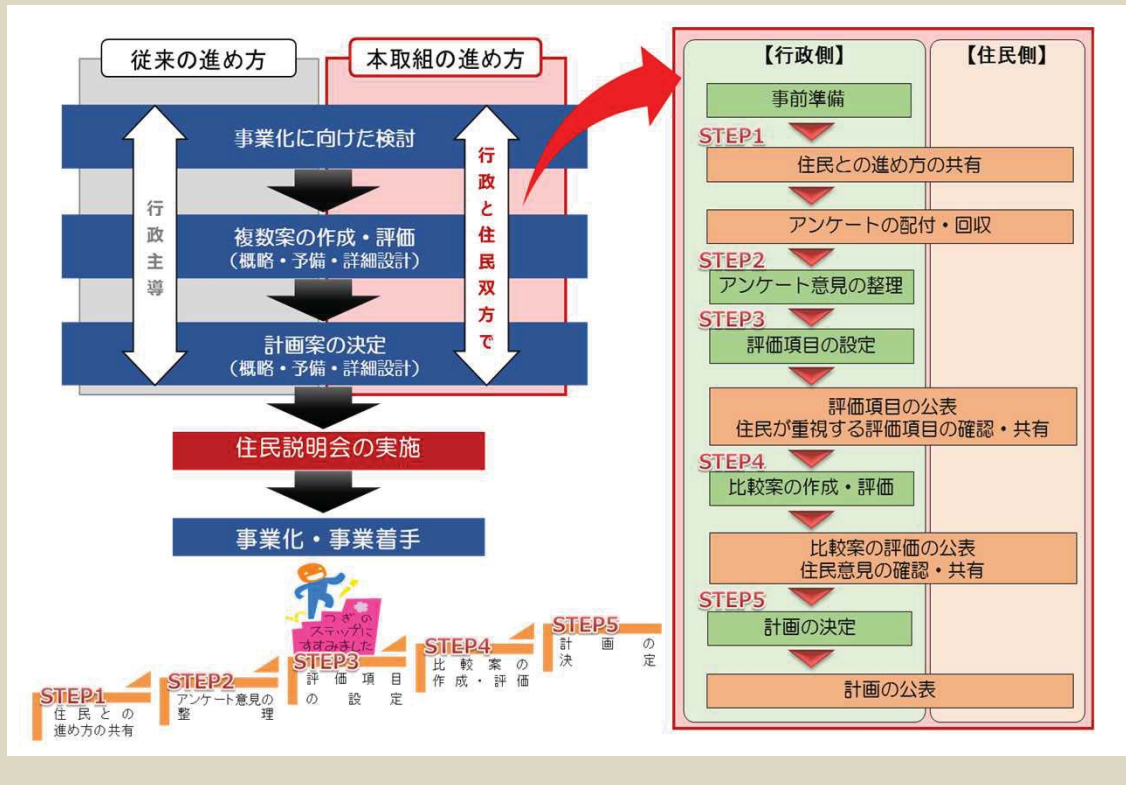 従来の進め方
本取組の進め方
事業化に向けた検討
複数案の作成・評価
（概略・予備・詳細設計）
計画案の決定
（概略・予備・詳細設計）
行政主導
行政と住民双方で
住民説明会の実施
事業化・事業着手
つぎの
ステップに
すすみました
STEP1
住民との
進め方の共有
STEP2
アンケート意見の
整理
STEP3
評価項目
の設定
STEP4
比較案の
作成・評価
STEP5
計画の
決定
【行政側】
【住民側】
事前準備
STEP1
住民との進め方の共有
アンケートの配付・回収
STEP2
アンケート意見の整理
STEP3
評価項目の設定
評価項目の公表
住民が重視する評価項目の確認・共有
STEP4
比較案の作成・評価
比較案の評価の公表
住民意見の確認・共有
STEP5
計画の決定
計画の公表